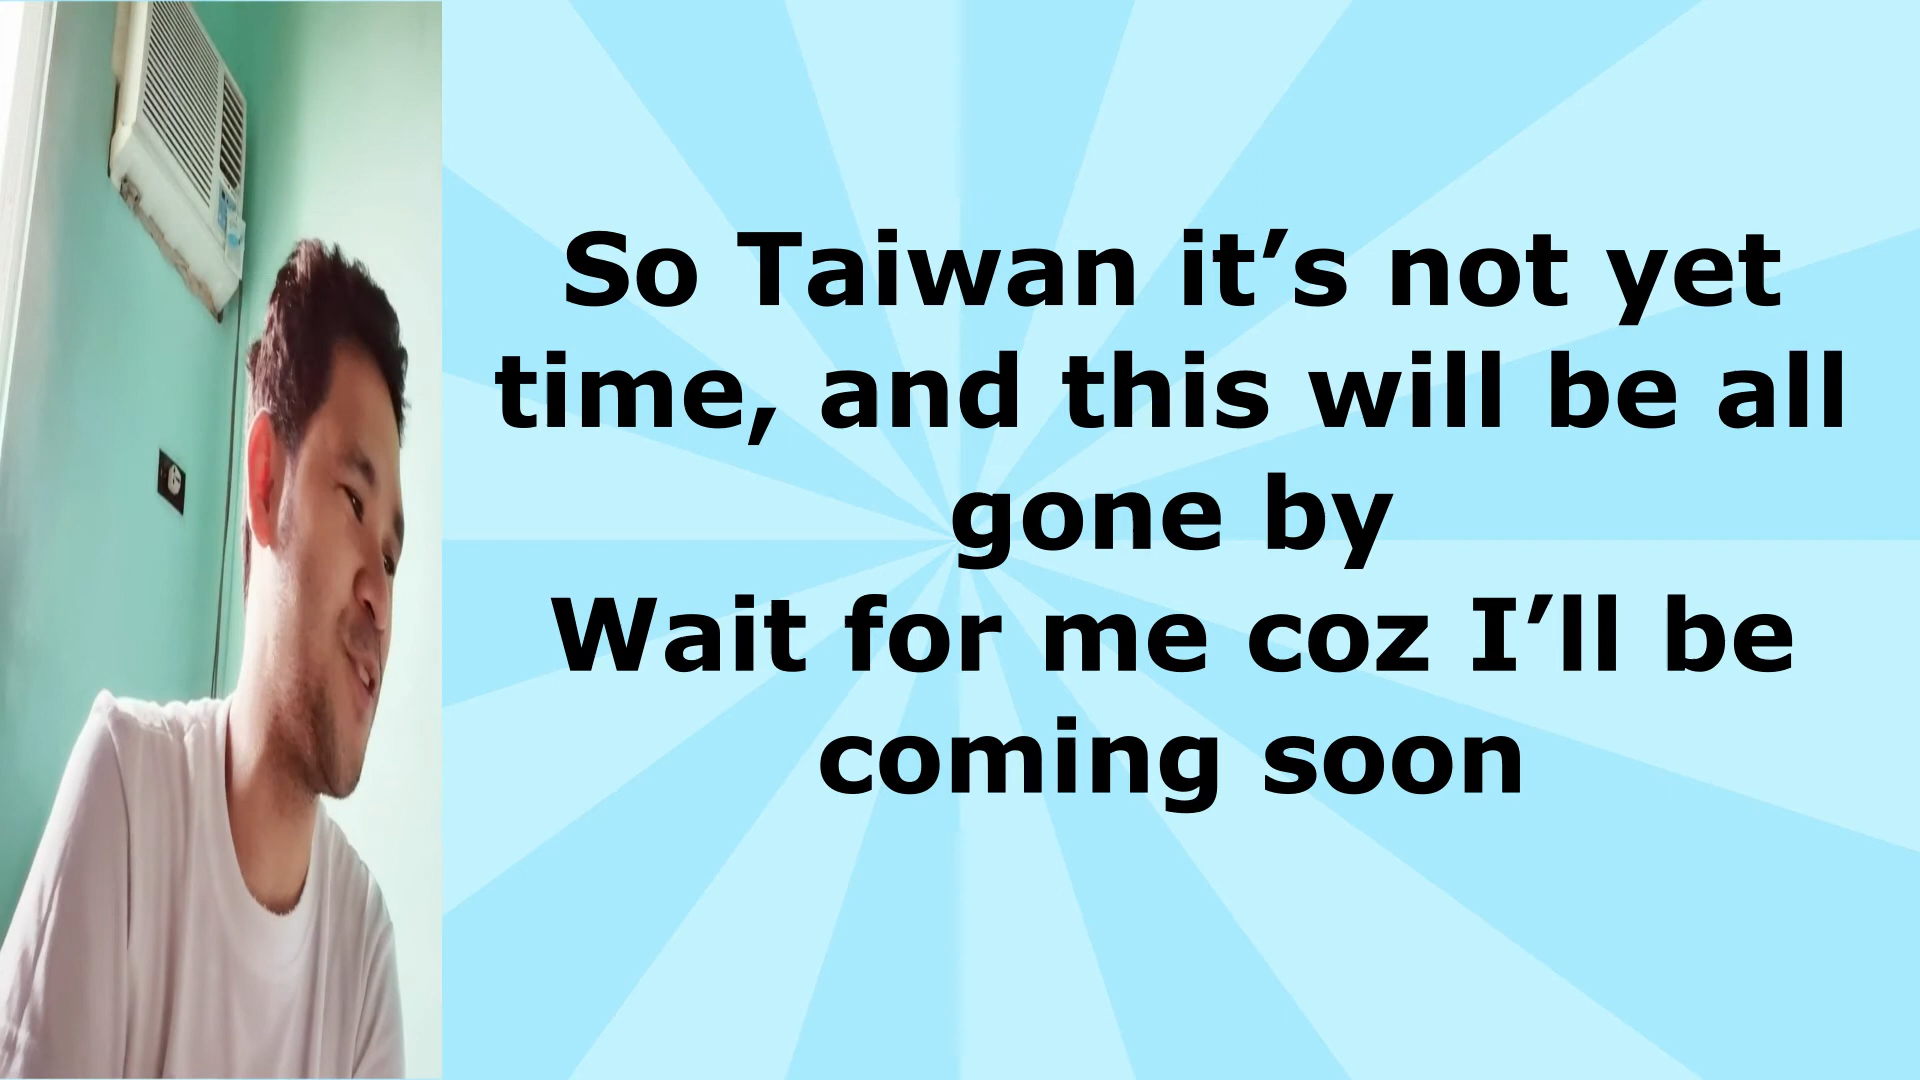 So Taiwan it’s not yet
time, and this will be all
gone by
Wait for me coz I’ll be
coming soon